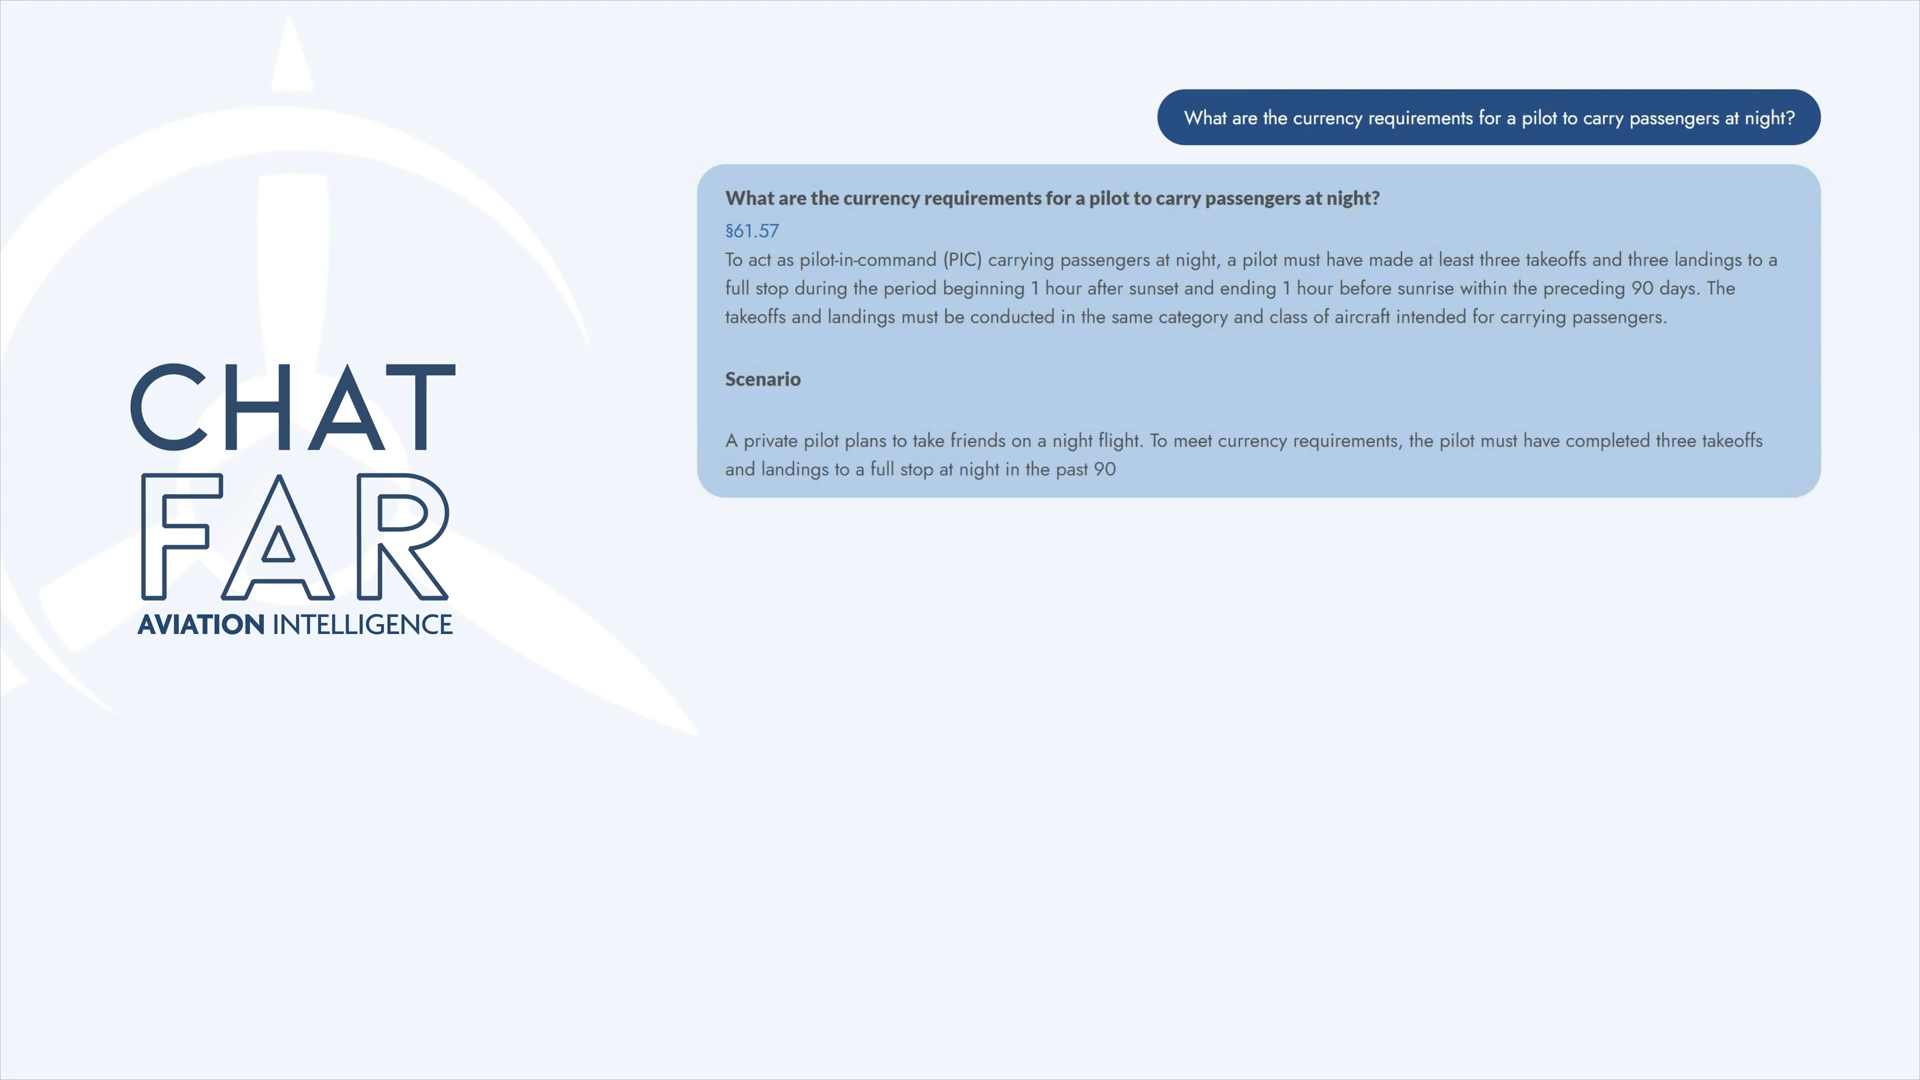 What are the currency requirements for a pilot to carry passengers at night?
What are the currency requirements for a pilot to carry passengers at night?
§61.57
To act as pilot-in-command (PIC) carrying passengers at night, a pilot must have made at least three takeoffs and three landings to a
full stop during the period beginning 1 hour after sunset and ending 1 hour before sunrise within the preceding 90 days. The
takeoffs and landings must be conducted in the same category and class of aircraft intended for carrying passengers.
Scenario
A private pilot plans to take friends on a night flight. To meet currency requirements, the pilot must have completed three takeoffs
and landings to a full stop at night in the past 90
CHAT
FAR
AVIATION INTELLIGENCE